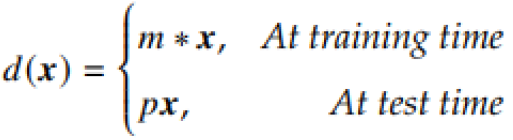 d(x) = { m * x, At training time
px, At test time